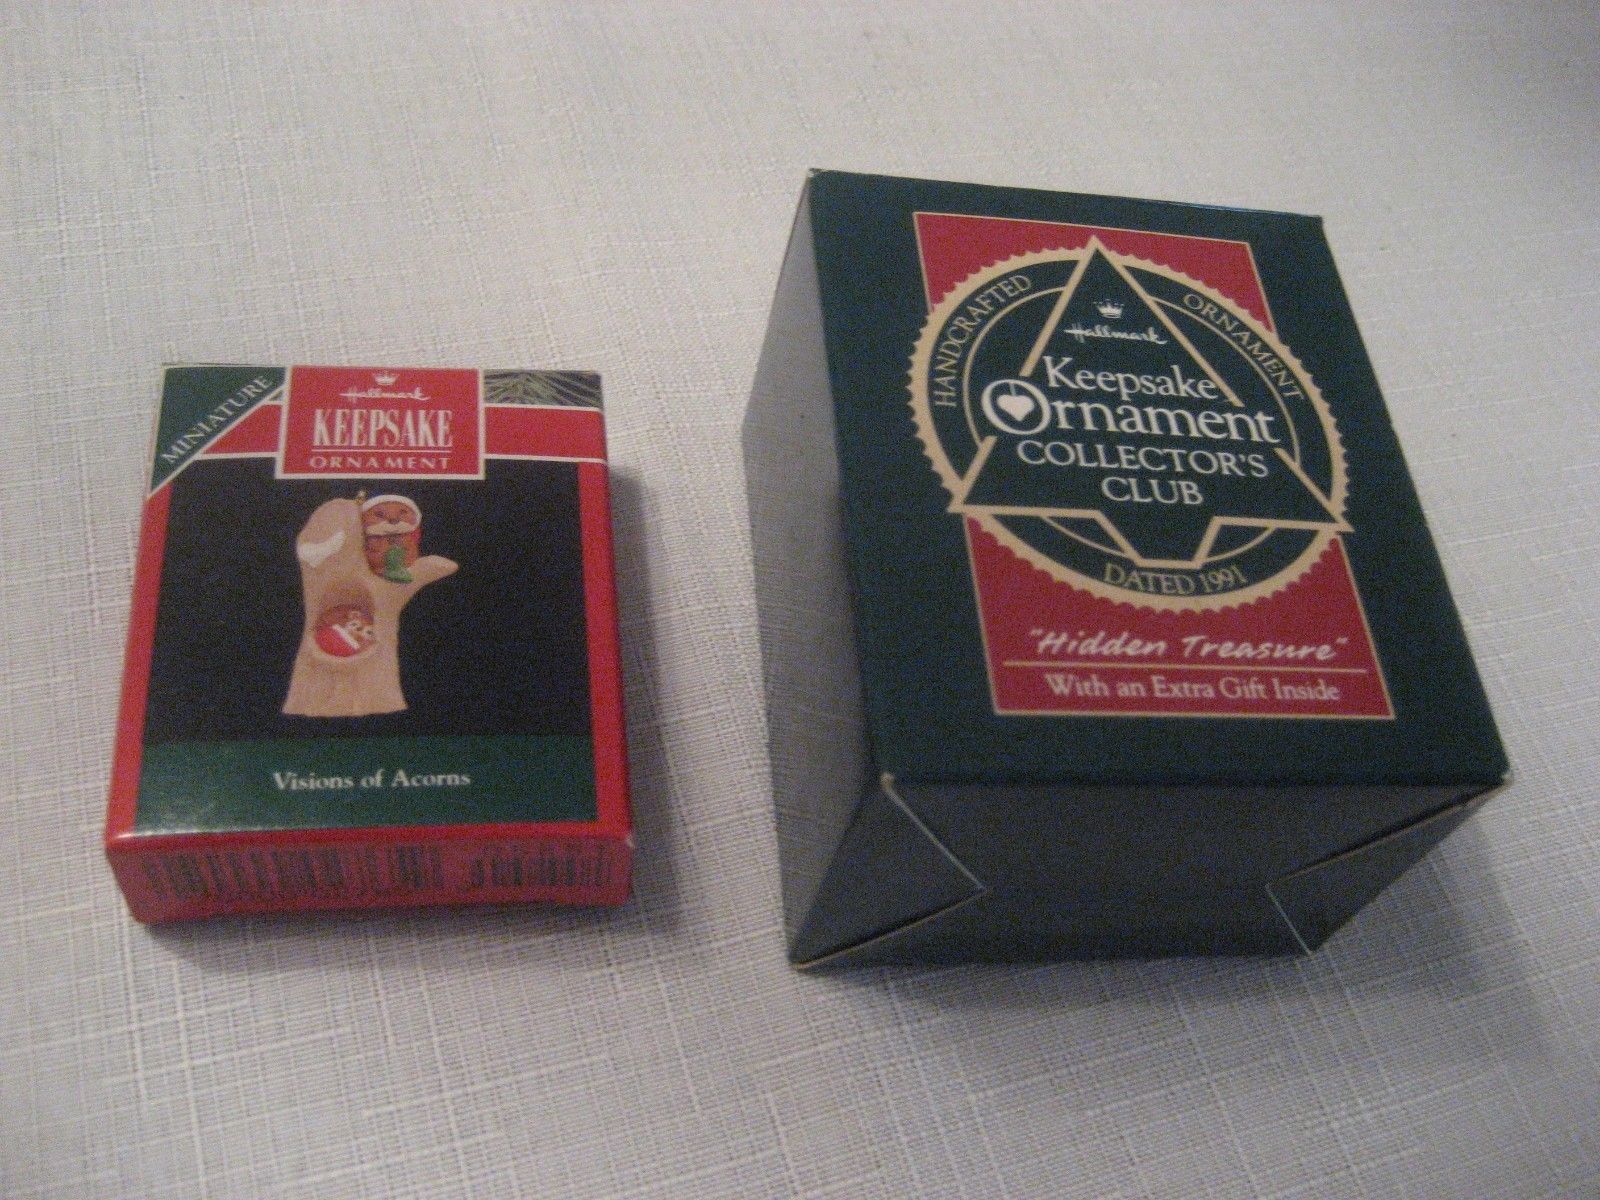 MINIATURE
Hallmark
KEEPSAKE
ORNAMENT
Visions of Acorns
HANDCRAFTED
ORNAMENT
Hallmark
Keepsake
Ornament
COLLECTOR'S
CLUB
DATED 1991
"Hidden Treasure"
With an Extra Gift Inside